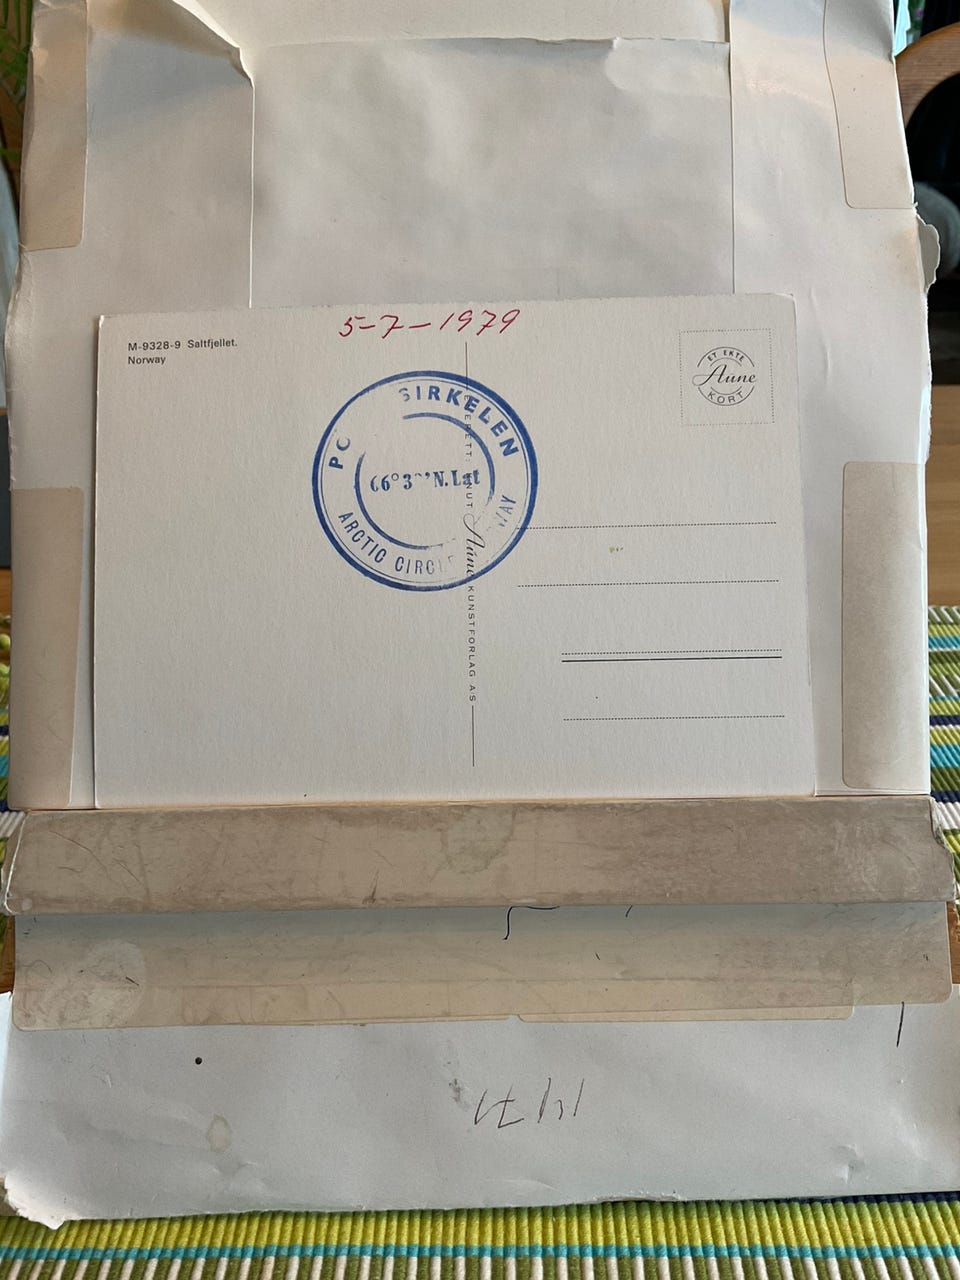 5-7-1979
M-9328-9 Saltfjellet.
Norway
ET EKTE
Aune
KORT
SIRKELEN
66°3 'N. Lat
ARCTIC CIRCLE
Aune KUNSTFORLAG A/S